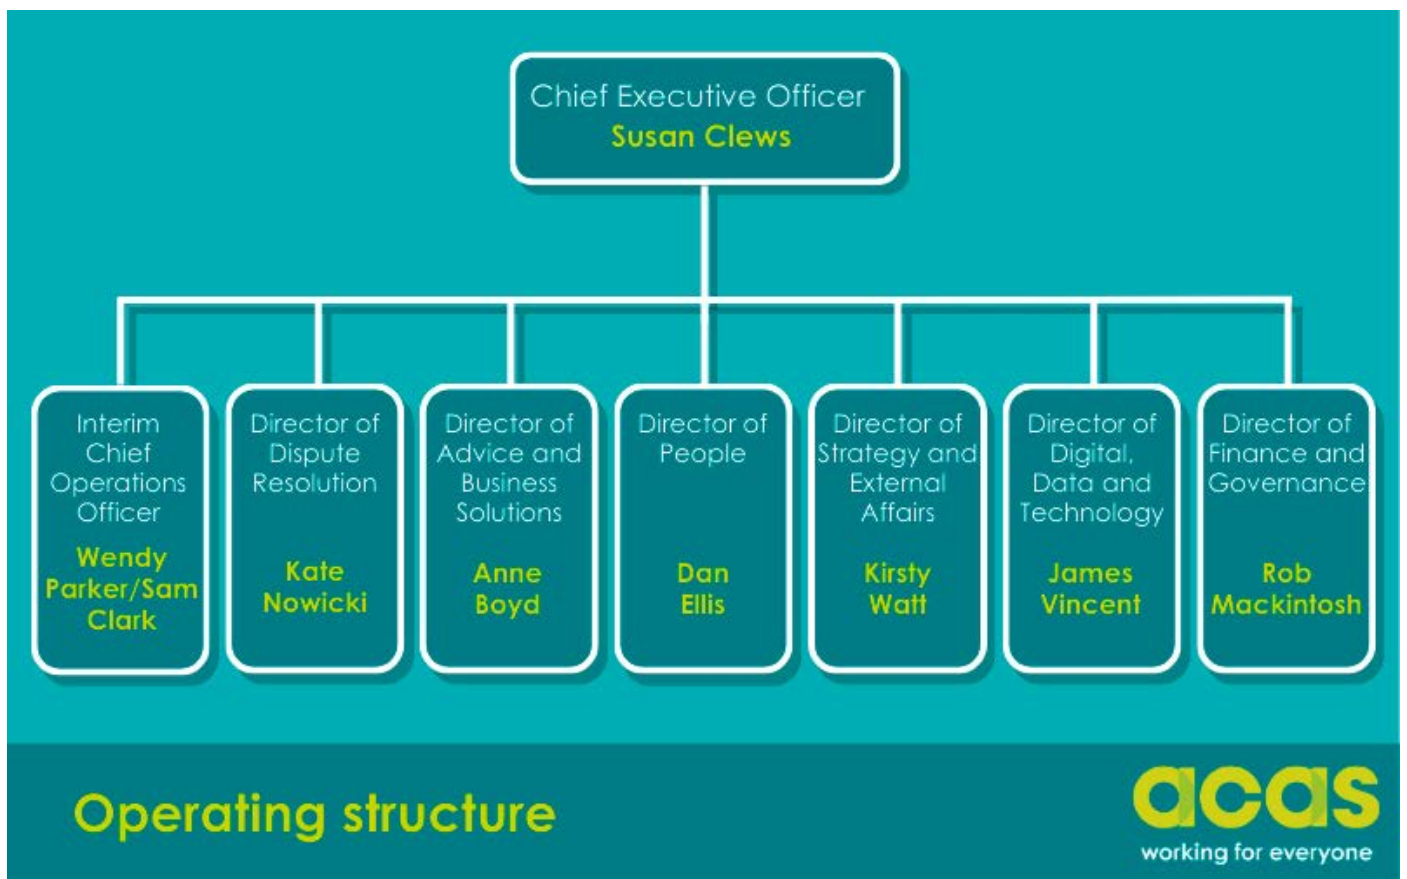 Chief Executive Officer
Susan Clews
Interim
Chief
Operations
Officer
Wendy
Parker/Sam
Clark
Director of
Dispute
Resolution
Kate
Nowicki
Director of
Advice and
Business
Solutions
Anne
Boyd
Director of
People
Dan
Ellis
Director of
Strategy and
External
Affairs
Kirsty
Watt
Director of
Digital,
Data and
Technology
James
Vincent
Director of
Finance and
Governance
Rob
Mackintosh
Operating structure
acas
working for everyone